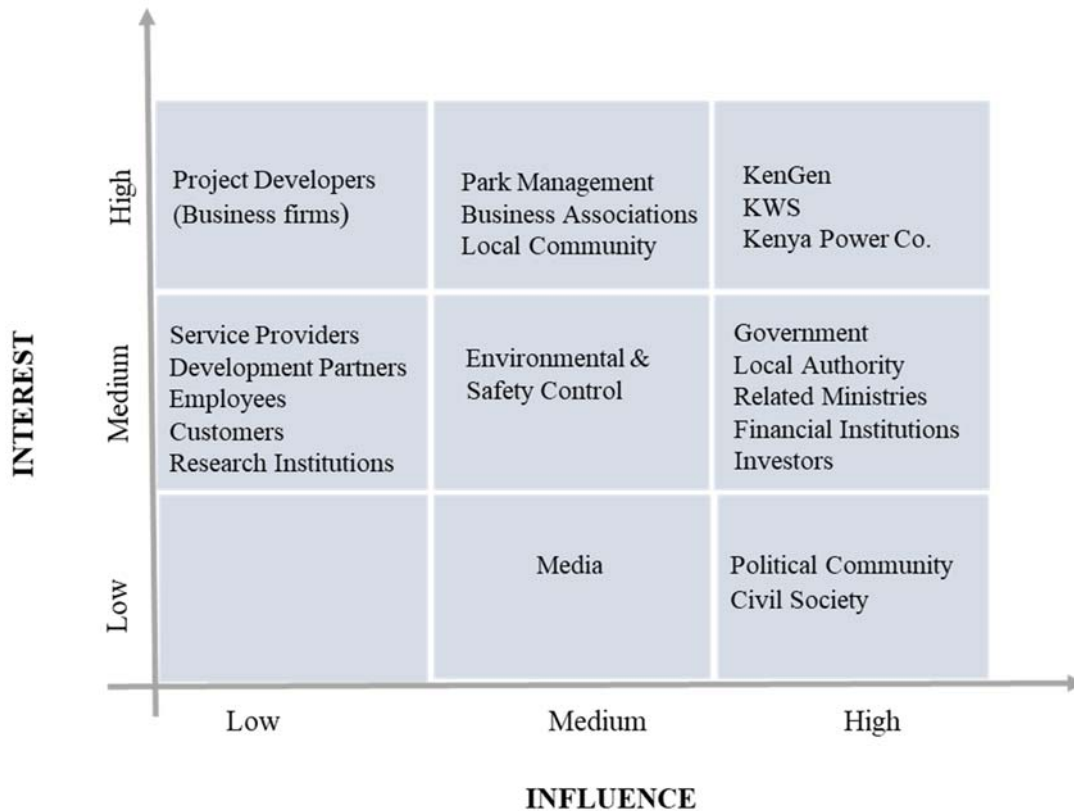 INTEREST
High
Project Developers
(Business firms)
Park Management
Business Associations
Local Community
KenGen
KWS
Kenya Power Co.
Medium
Service Providers
Development Partners
Employees
Customers
Research Institutions
Environmental &
Safety Control
Government
Local Authority
Related Ministries
Financial Institutions
Investors
Low
Media
Political Community
Civil Society
Low
Medium
High
INFLUENCE